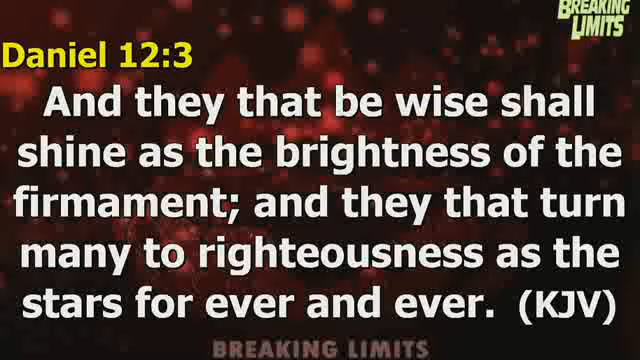 BREAKING
LIMITS
Daniel 12:3
And they that be wise shall
shine as the brightness of the
firmament; and they that turn
many to righteousness as the
stars for ever and ever. (KJV)
BREAKING LIMITS